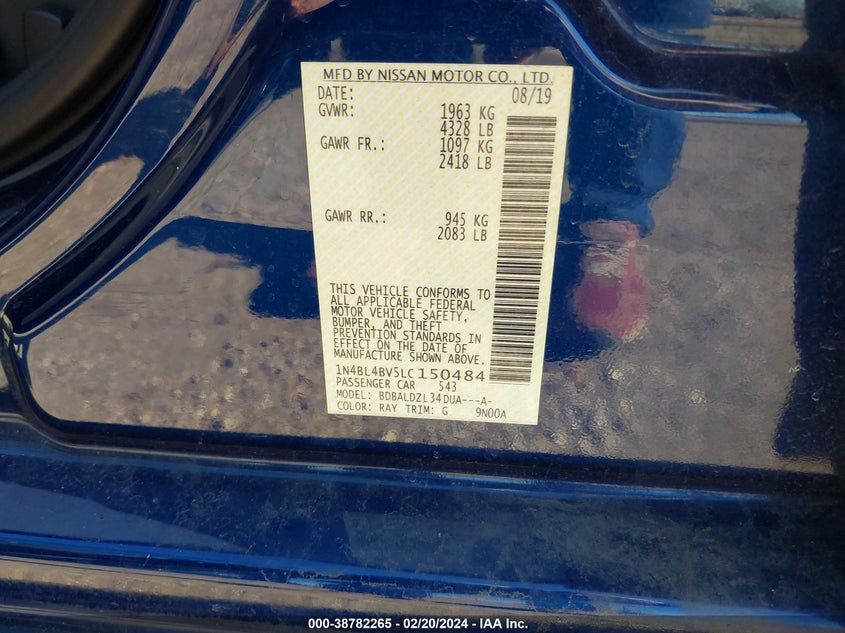 MFD BY NISSAN MOTOR CO., LTD.
DATE: 08/19
GVWR: 1963 KG
4328 LB
GAWR FR.: 1097 KG
2418 LB
GAWR RR.: 945 KG
2083 LB
THIS VEHICLE CONFORMS TO
ALL APPLICABLE FEDERAL
MOTOR VEHICLE SAFETY,
BUMPER, AND THEFT
PREVENTION STANDARDS IN
EFFECT ON THE DATE OF
MANUFACTURE SHOWN ABOVE.
1N4BL4BV5LC150484
PASSENGER CAR 543
MODEL: BDBALDZL34DUA---A-
COLOR: RAY TRIM: G 9N00A
000-38782265 - 02/20/2024 - IAA Inc.